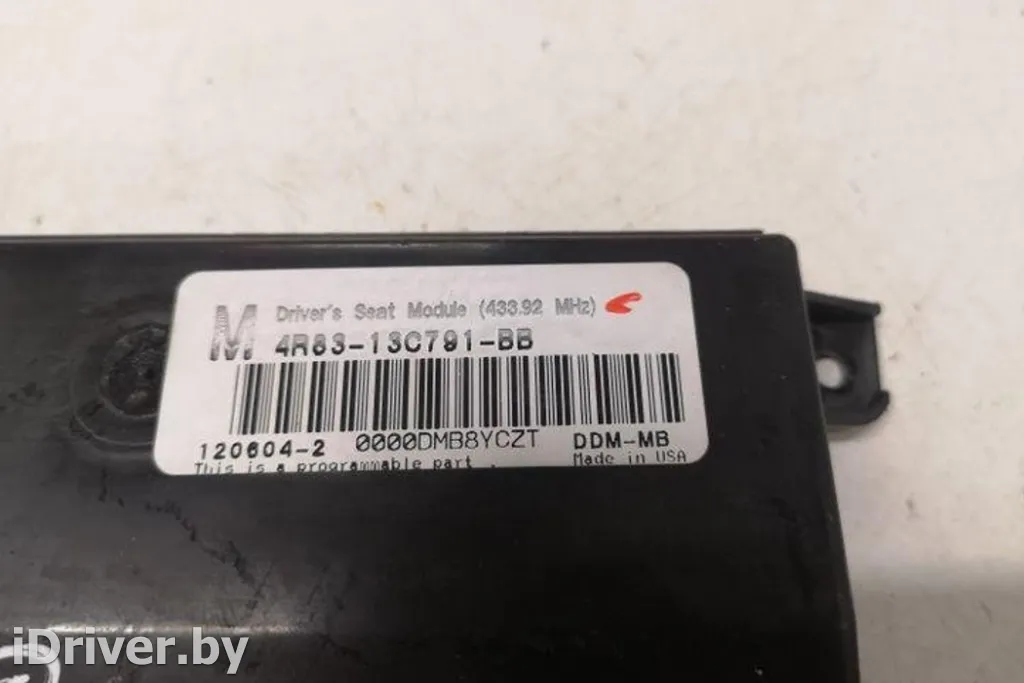 M Driver's Seat Module (433.92 MHz)
4R83-13C791-BB
120604-2 0000DMB8YCZT DDM-MB
This is a programmable part . Made in USA
iDriver.by